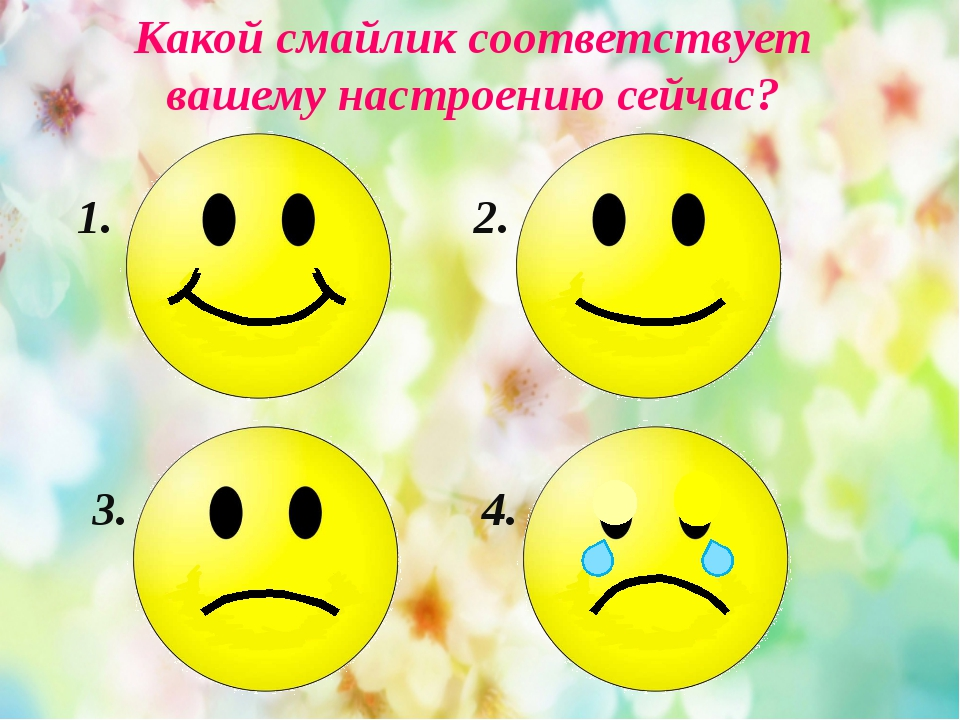 Какой смайлик соответствует
вашему настроению сейчас?
1.
2.
3.
4.